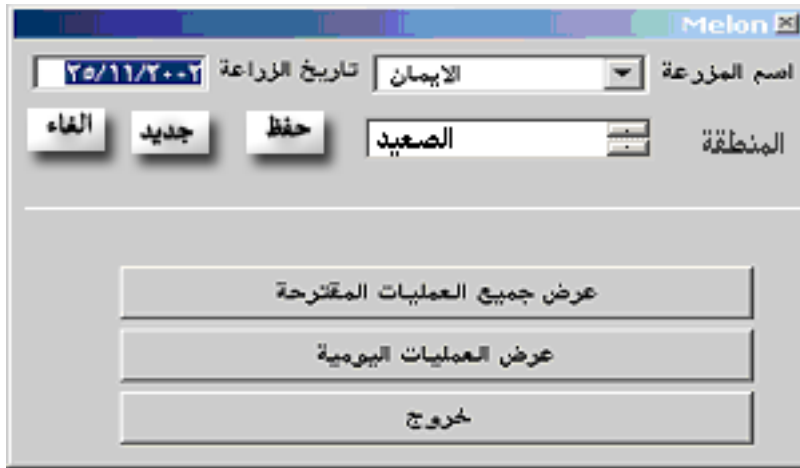 Melon
اسم المزرعة الايمان تاريخ الزراعة ٢٥/١١/٢٠٠٢
المنطقة الصعيد حفظ جديد الغاء
عرض جميع العمليات المقترحة
عرض العمليات اليومية
خروج